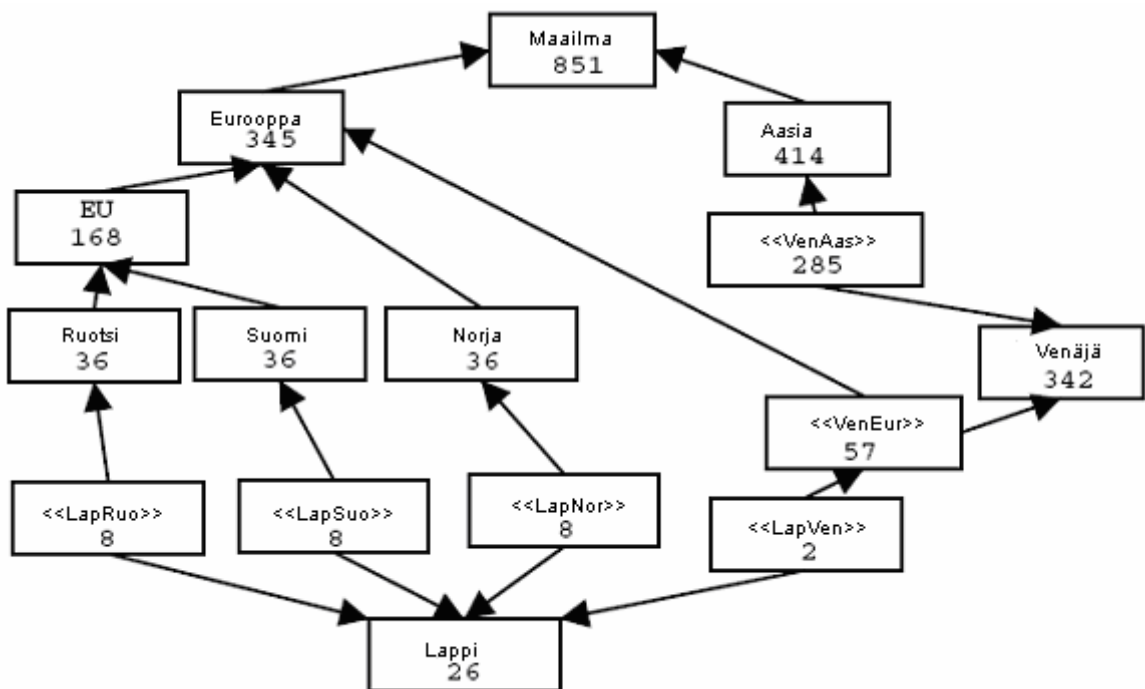 Maailma
851
Eurooppa
345
Aasia
414
EU
168
<<VenAas>>
285
Ruotsi
36
Suomi
36
Norja
36
Venäjä
342
<<VenEur>>
57
<<LapRuo>>
8
<<LapSuo>>
8
<<LapNor>>
8
<<LapVen>>
2
Lappi
26